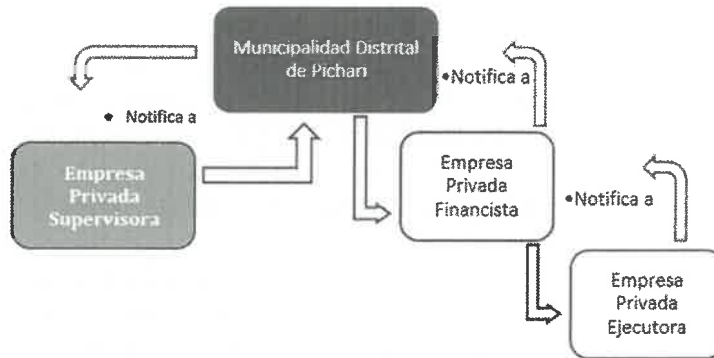 Municipalidad Distrital
de Pichari
•Notifica a
• Notifica a
Empresa
Privada
Supervisora
Empresa
Privada
Financista
•Notifica a
Empresa
Privada
Ejecutora